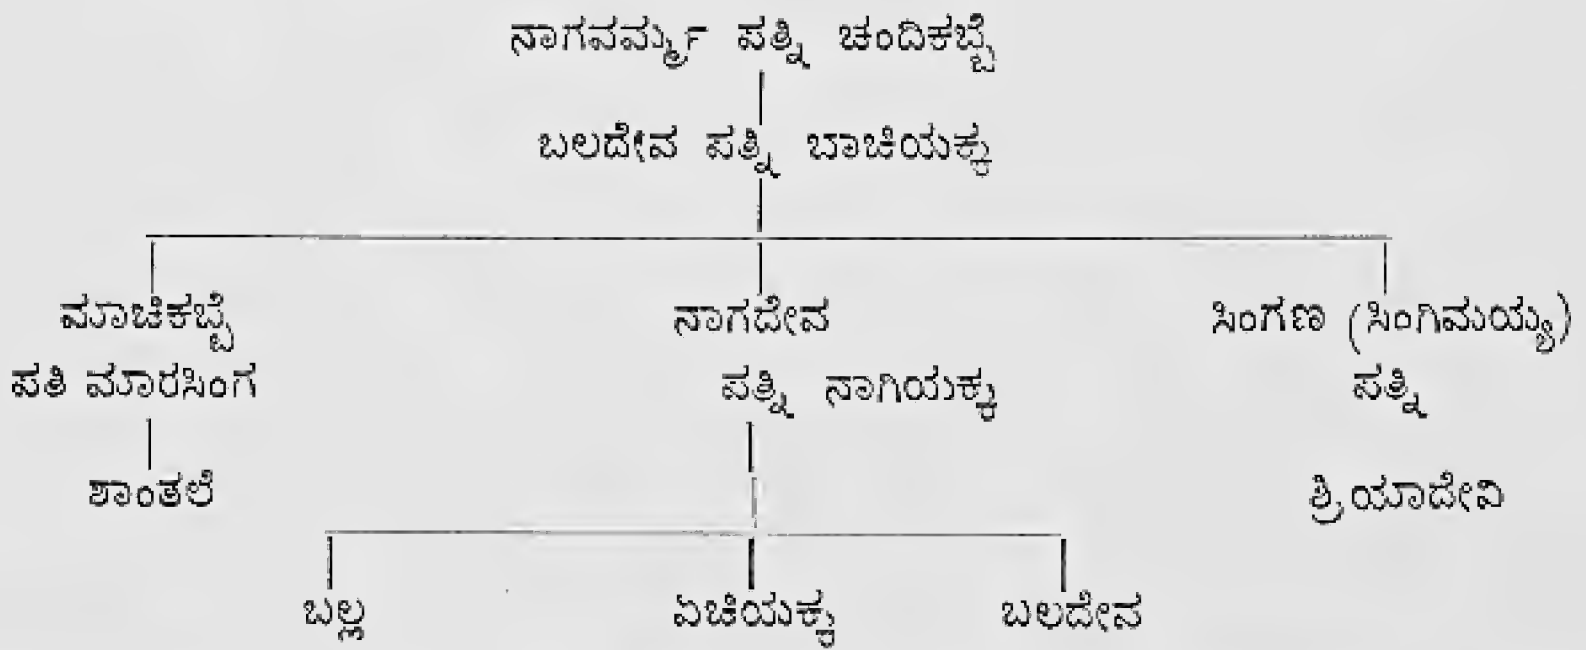 ನಾಗವರ್ಮ್ಮ ಪತ್ನಿ ಚಂದಿಕಬ್ಬೆ
ಬಲದೇವ ಪತ್ನಿ ಬಾಚಿಯಕ್ಕ
ಮಾಚಿಕಬ್ಬೆ ನಾಗದೇವ ಸಿಂಗಣ (ಸಿಂಗಿಮಯ್ಯ)
ಪತಿ ಮಾರಸಿಂಗ ಪತ್ನಿ ನಾಗಿಯಕ್ಕ ಪತ್ನಿ
ಶಾಂತಲೆ ಶ್ರಿಯಾದೇವಿ
ಬಲ್ಲ ಏಚಿಯಕ್ಕ ಬಲದೇವ